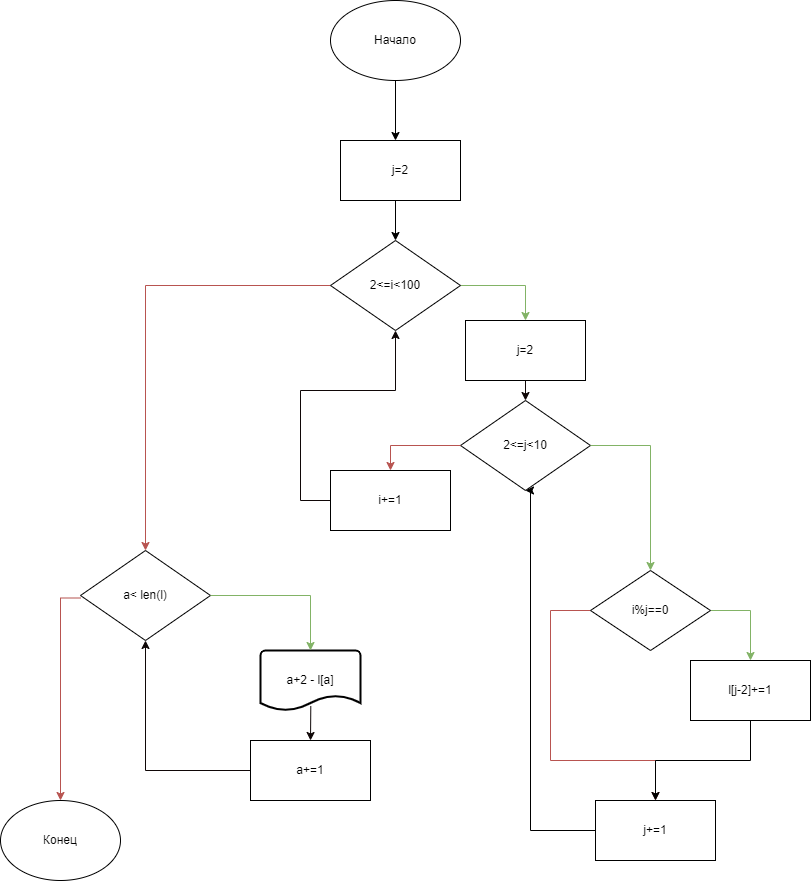 Начало
j=2
2<=i<100
j=2
2<=j<10
i+=1
a< len(l)
i%j==0
a+2 - l[a]
l[j-2]+=1
a+=1
j+=1
Конец